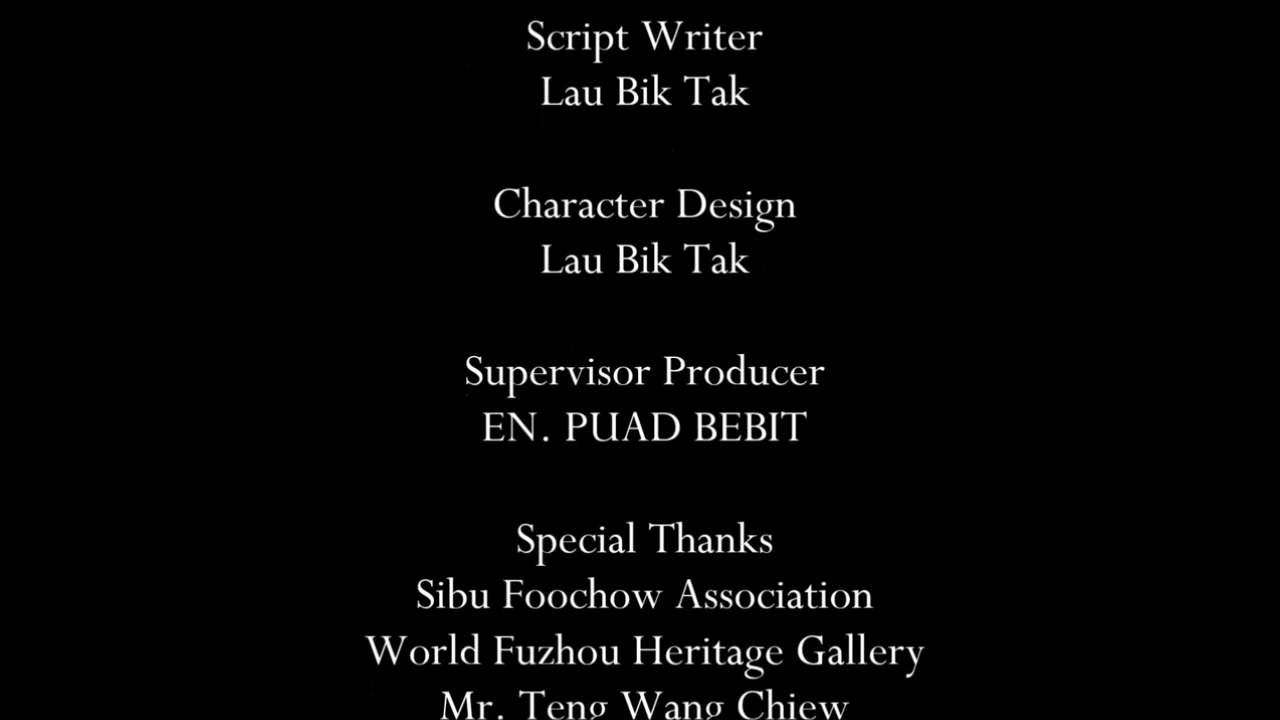 Script Writer
Lau Bik Tak
Character Design
Lau Bik Tak
Supervisor Producer
EN. PUAD BEBIT
Special Thanks
Sibu Foochow Association
World Fuzhou Heritage Gallery
Mr. Teng Wang Chiew